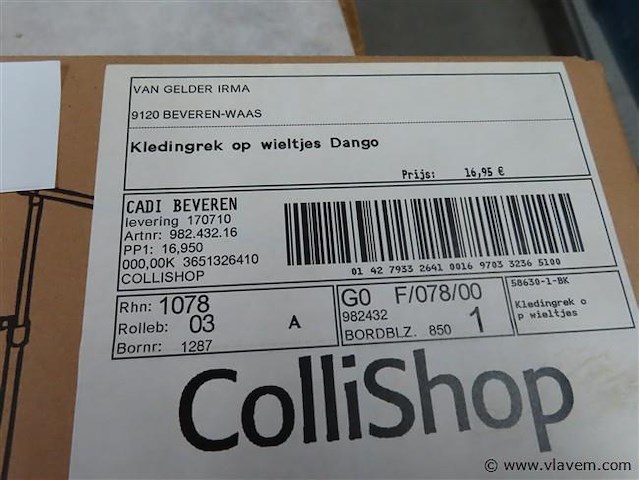 VAN GELDER IRMA
9120 BEVEREN-WAAS
Kledingrek op wieltjes Dango
Prijs: 16,95 €
CADI BEVEREN
levering 170710
Artnr: 982.432.16
PP1: 16,950
000,00K 3651326410
COLLISHOP
01 42 7933 2641 0016 9703 3236 5100
Rhn: 1078
Rolleb: 03 A
Bornr: 1287
G0 F/078/00
982432 1
BORDBLZ. 850
58630-1-BK
Kledingrek o
p wieltjes
ColliShop
© www.vlavem.com